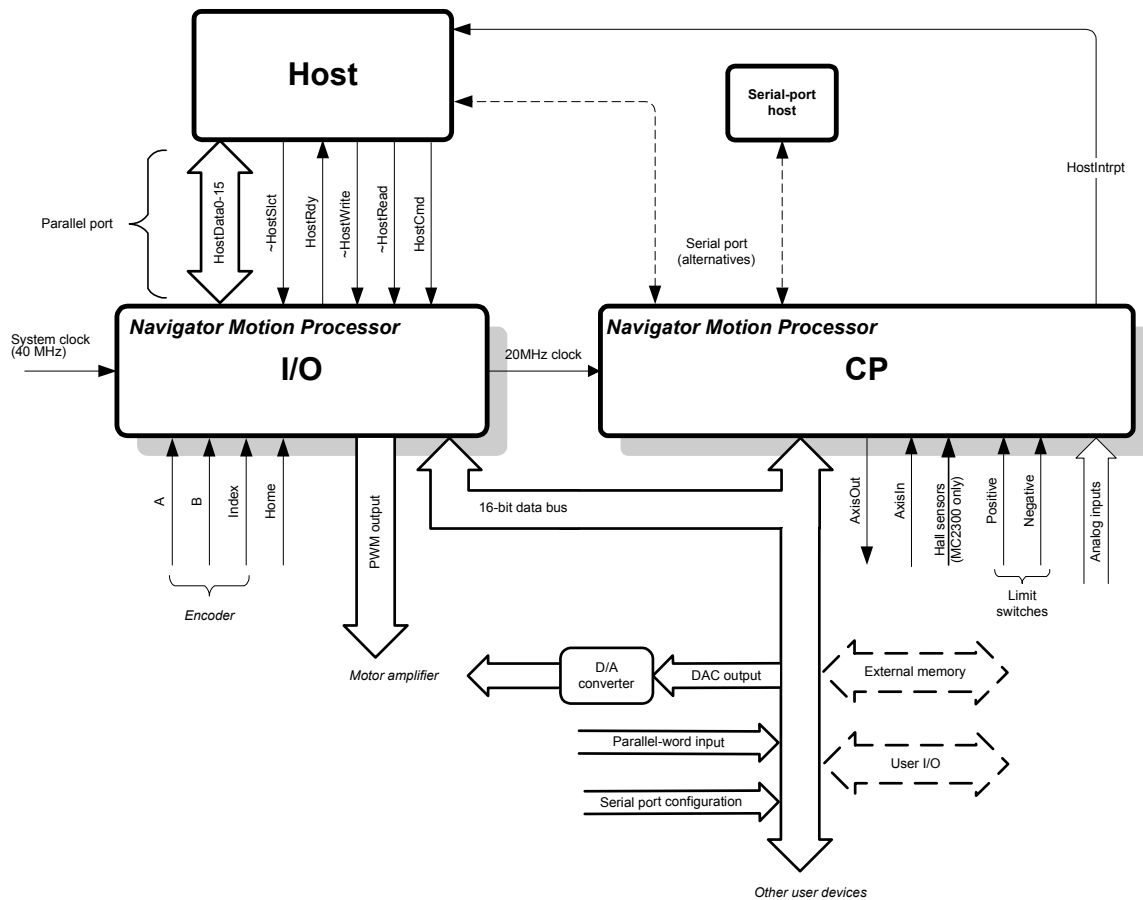 Host
Serial-port
host
HostIntrpt
Parallel port
HostData0-15
~HostSlct
HostRdy
~HostWrite
~HostRead
HostCmd
Serial port
(alternatives)
System clock
(40 MHz)
Navigator Motion Processor
I/O
20MHz clock
Navigator Motion Processor
CP
A
B
Index
Home
Encoder
PWM output
Motor amplifier
16-bit data bus
AxisOut
AxisIn
Hall sensors
(MC2300 only)
Positive
Negative
Limit
switches
Analog inputs
D/A
converter
DAC output
External memory
Parallel-word input
User I/O
Serial port configuration
Other user devices